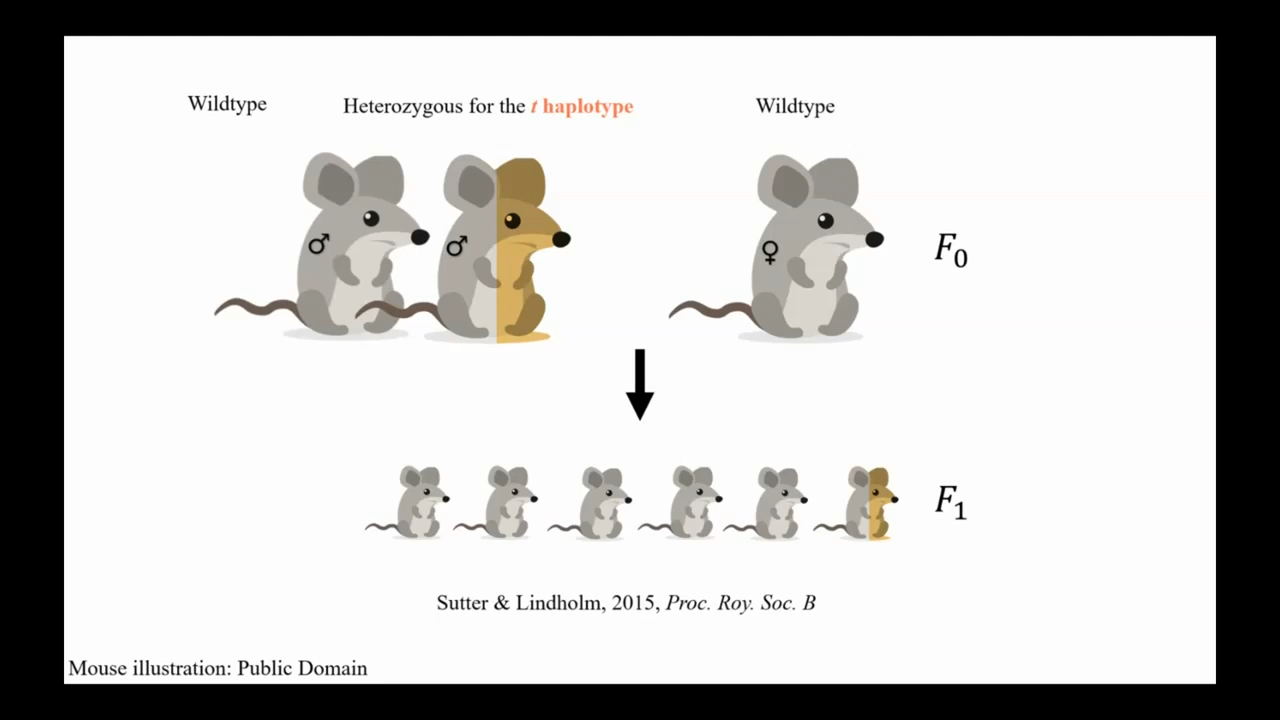 Wildtype
Heterozygous for the t haplotype
Wildtype
♂
♂
♀
F₀
F₁
Sutter & Lindholm, 2015, Proc. Roy. Soc. B
Mouse illustration: Public Domain